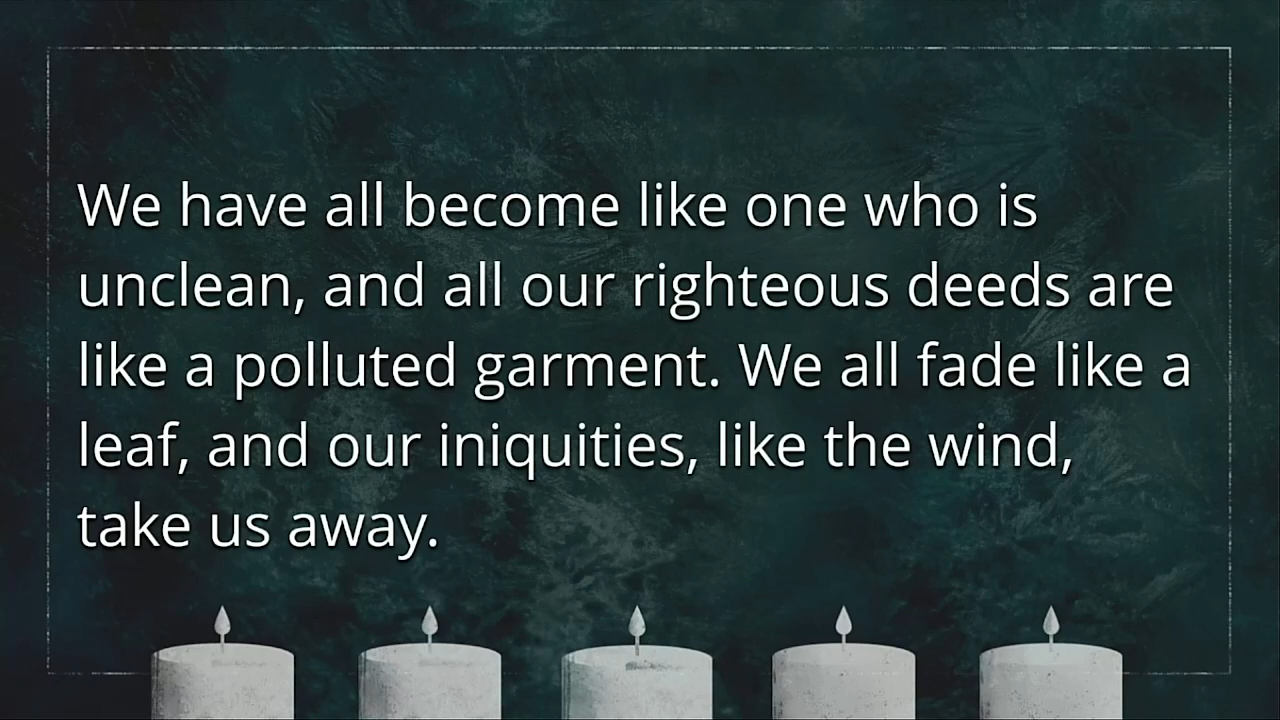 We have all become like one who is
unclean, and all our righteous deeds are
like a polluted garment. We all fade like a
leaf, and our iniquities, like the wind,
take us away.